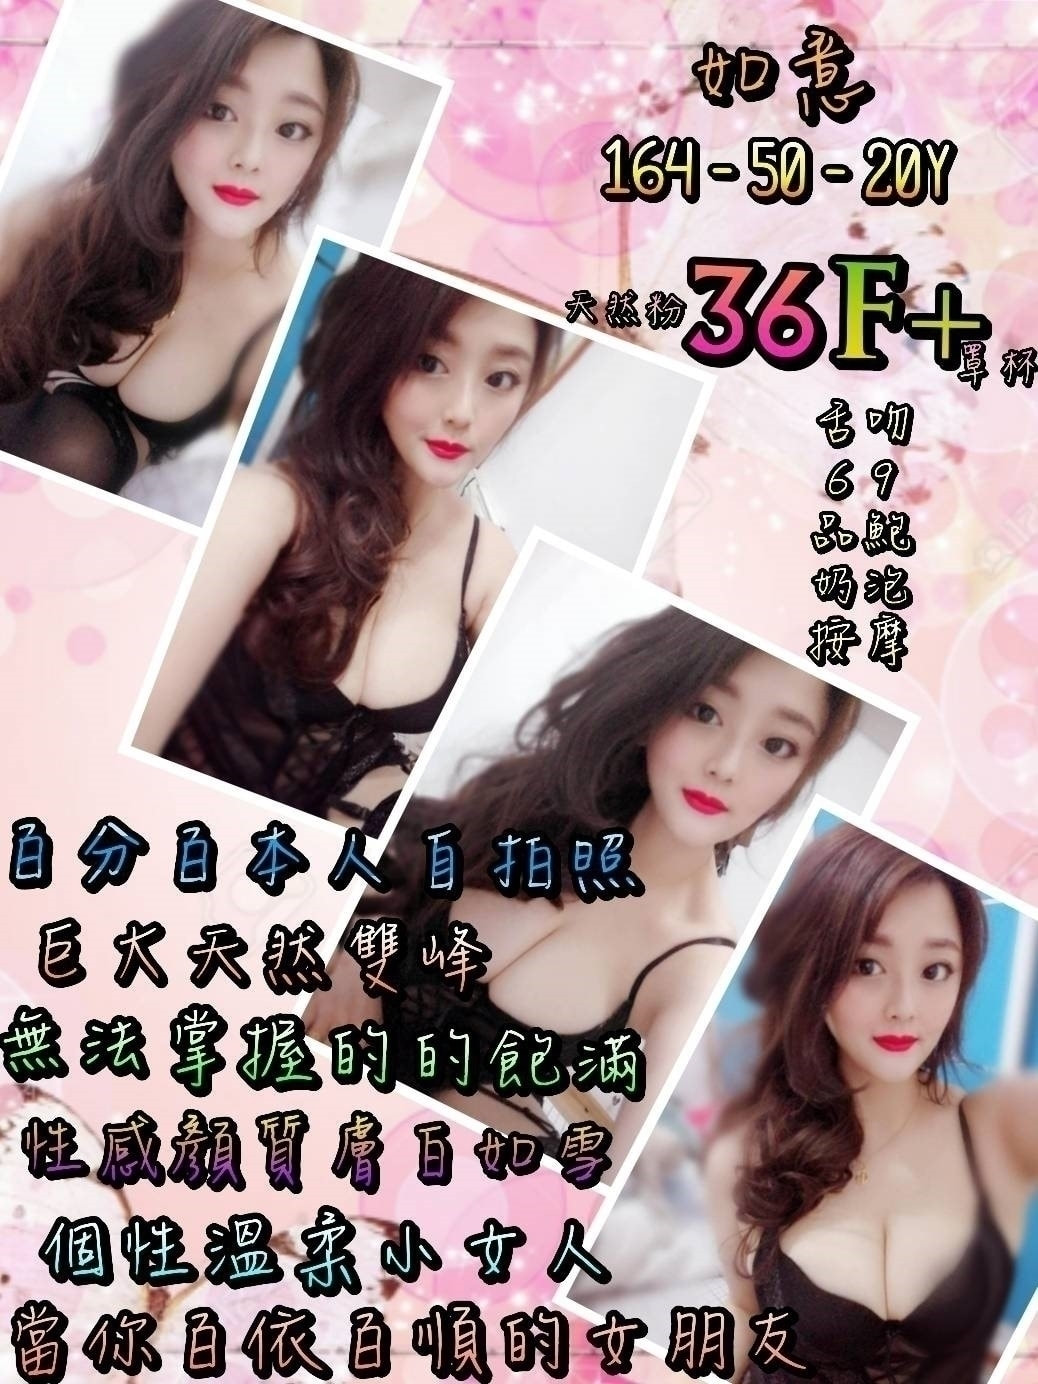 如意
164-50-20Y
天然粉36F+罩杯
舌吻
69
品鮑
奶泡
按摩
百分百本人自拍照
巨大天然雙峰
無法掌握的的飽滿
性感顏質膚白如雪
個性溫柔小女人
當你百依百順的女朋友